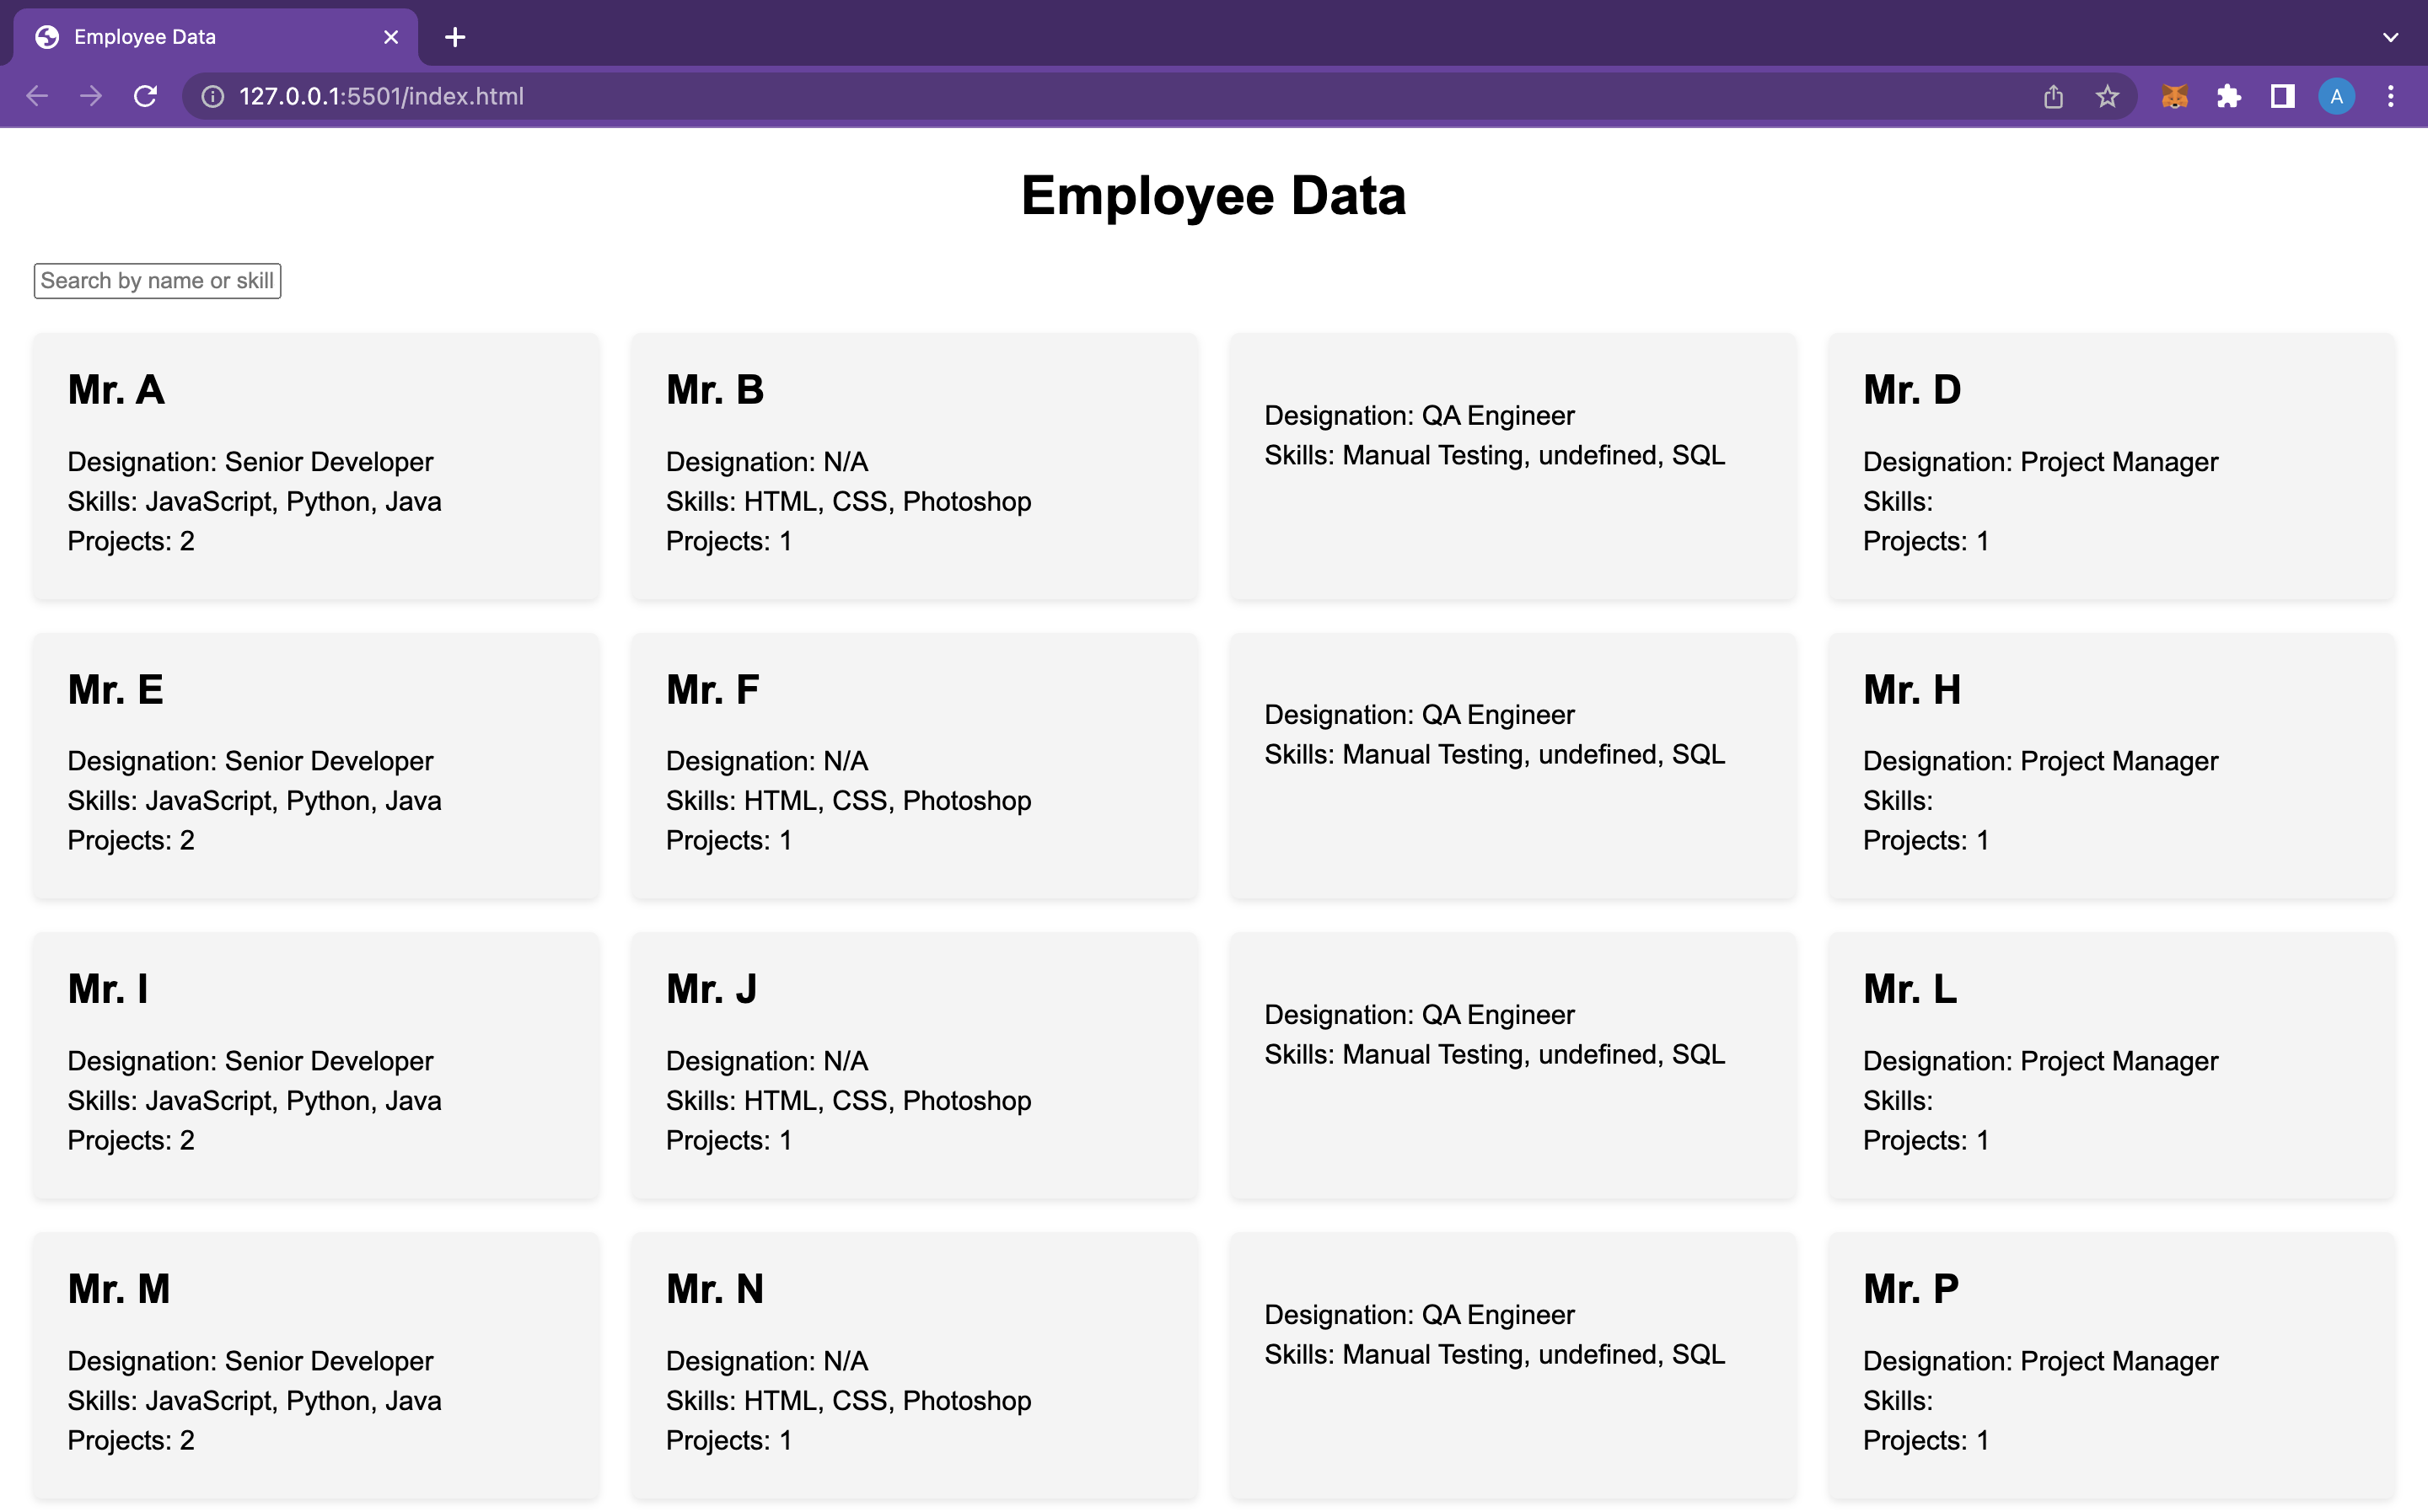 Employee Data
127.0.0.1:5501/index.html
A
Employee Data
Search by name or skill
Mr. A
Designation: Senior Developer
Skills: JavaScript, Python, Java
Projects: 2
Mr. B
Designation: N/A
Skills: HTML, CSS, Photoshop
Projects: 1
Designation: QA Engineer
Skills: Manual Testing, undefined, SQL
Mr. D
Designation: Project Manager
Skills:
Projects: 1
Mr. E
Designation: Senior Developer
Skills: JavaScript, Python, Java
Projects: 2
Mr. F
Designation: N/A
Skills: HTML, CSS, Photoshop
Projects: 1
Designation: QA Engineer
Skills: Manual Testing, undefined, SQL
Mr. H
Designation: Project Manager
Skills:
Projects: 1
Mr. I
Designation: Senior Developer
Skills: JavaScript, Python, Java
Projects: 2
Mr. J
Designation: N/A
Skills: HTML, CSS, Photoshop
Projects: 1
Designation: QA Engineer
Skills: Manual Testing, undefined, SQL
Mr. L
Designation: Project Manager
Skills:
Projects: 1
Mr. M
Designation: Senior Developer
Skills: JavaScript, Python, Java
Projects: 2
Mr. N
Designation: N/A
Skills: HTML, CSS, Photoshop
Projects: 1
Designation: QA Engineer
Skills: Manual Testing, undefined, SQL
Mr. P
Designation: Project Manager
Skills:
Projects: 1